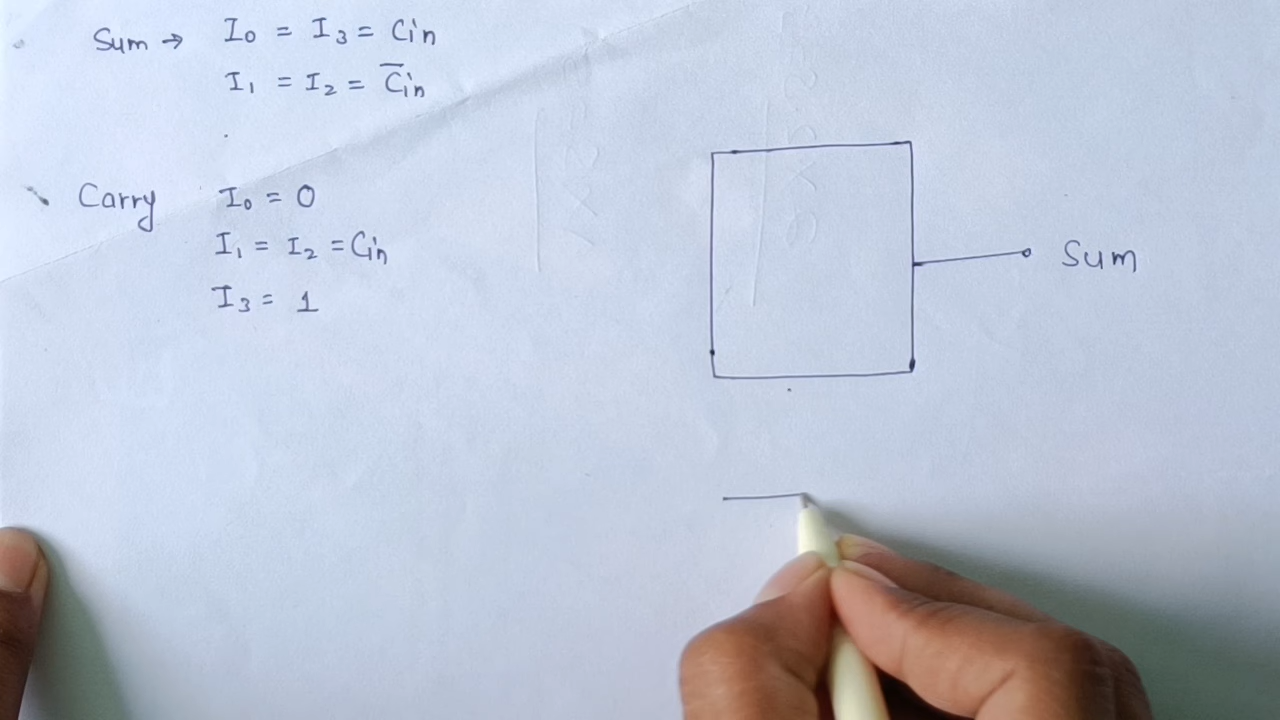 Sum → I₀ = I₃ = Cin
I₁ = I₂ = C̅in
Carry I₀ = 0
I₁ = I₂ = Cin
I₃ = 1
Sum